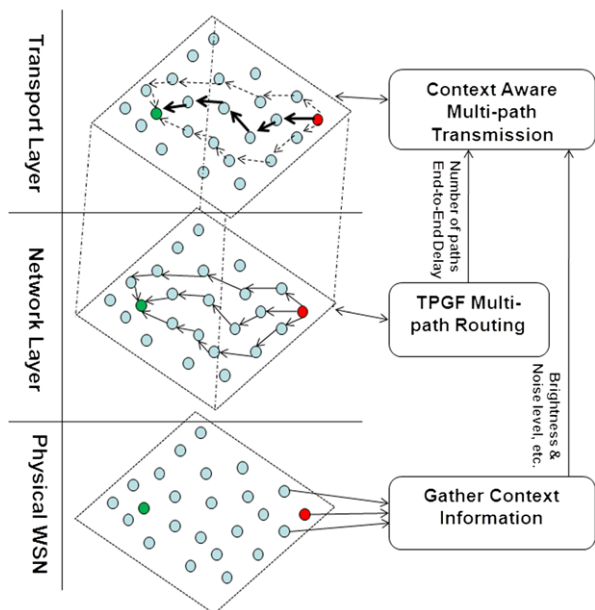 Transport Layer
Context Aware
Multi-path
Transmission
Number of paths
End-to-End Delay
Network Layer
TPGF Multi-
path Routing
Brightness &
Noise level, etc.
Physical WSN
Gather Context
Information